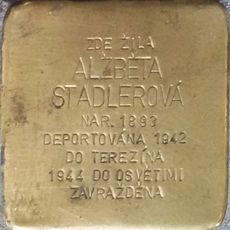 ZDE ŽILA
ALŽBĚTA
STADLEROVÁ
NAR. 1893
DEPORTOVÁNA 1942
DO TEREZÍNA
1944 DO OSVĚTIMI
ZAVRAŽDĚNA